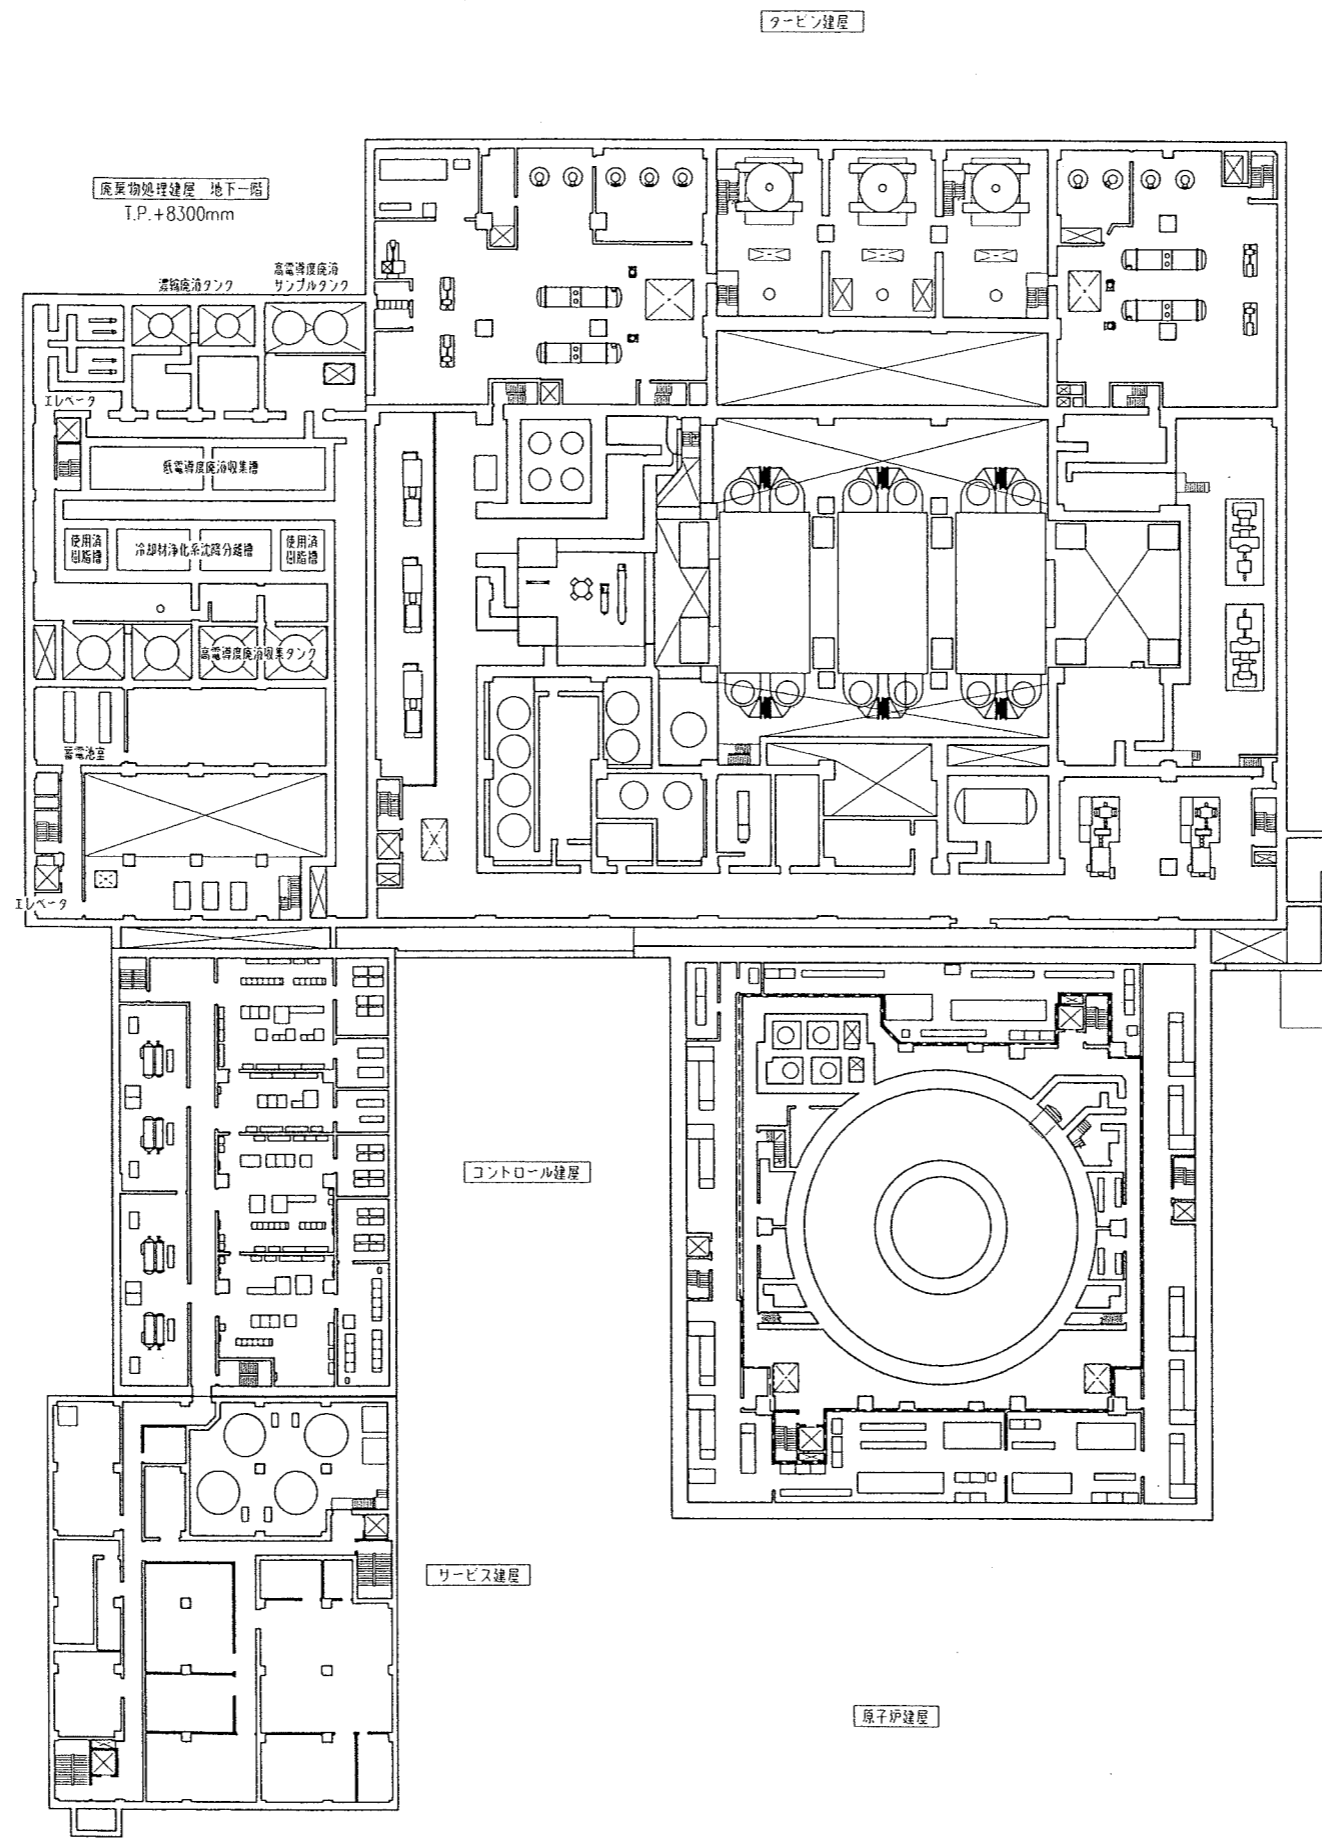 タービン建屋
廃棄物処理建屋 地下一階
T.P.+8300mm
濃縮廃液タンク
高電導度廃液
サンプルタンク
エレベータ
低電導度廃液収集槽
使用済
樹脂槽
冷却材浄化系沈降分離槽
使用済
樹脂槽
高電導度廃液収集タンク
蓄電池室
エレベータ
コントロール建屋
サービス建屋
原子炉建屋